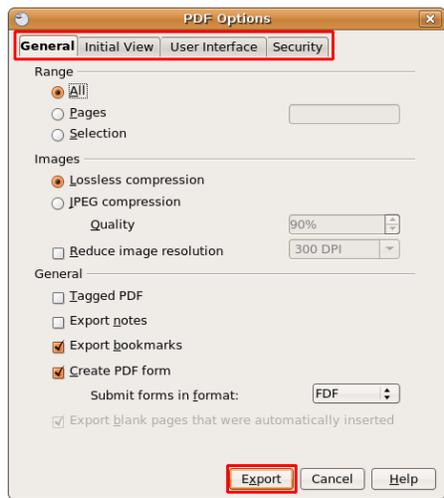 PDF Options
General Initial View User Interface Security
Range
All
Pages
Selection
Images
Lossless compression
JPEG compression
Quality 90%
Reduce image resolution 300 DPI
General
Tagged PDF
Export notes
Export bookmarks
Create PDF form
Submit forms in format: FDF
Export blank pages that were automatically inserted
Export Cancel Help